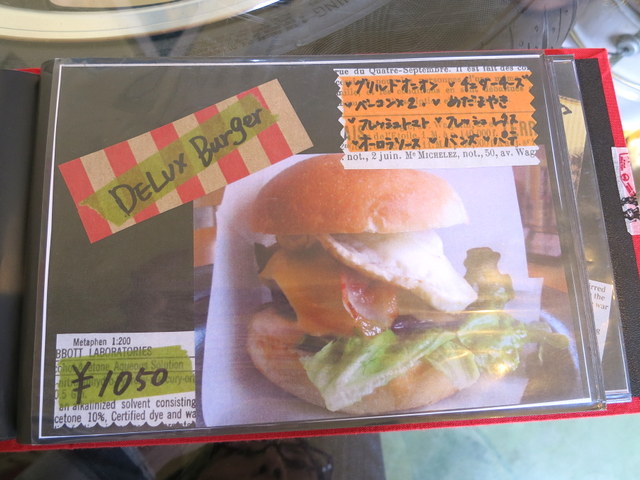 DELUX Burger
rue du Quatre-Septembre. Il est fait des
♥グリルドオニオン ♥チェダーチーズ
♥ベーコン×2 ♥めだまやき
♥フレッシュトマト ♥フレッシュレタス
♥オーロラソース ♥バンズ ♥パテ
not., 2 juin. Me MICHELEZ, not., 50, av. Wag
Metaphen 1:200
BBOTT LABORATORIES
¥1050
an alkalinized solvent consisting
cetone 10%, Certified dye and wa